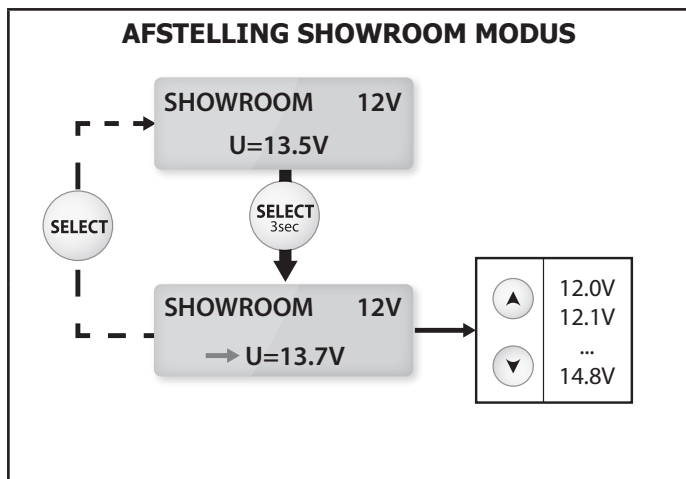 AFSTELLING SHOWROOM MODUS
SHOWROOM 12V
U=13.5V
SELECT
SELECT
3sec
SHOWROOM 12V
U=13.7V
12.0V
12.1V
...
14.8V